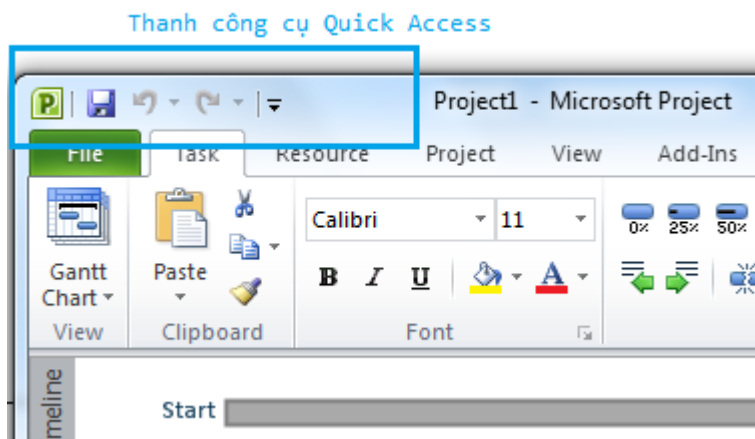 Thanh công cụ Quick Access
Project1 - Microsoft Project
File Task Resource Project View Add-Ins
Calibri 11
0% 25% 50%
Gantt Chart
Paste
B I U A
View Clipboard Font
meline
Start